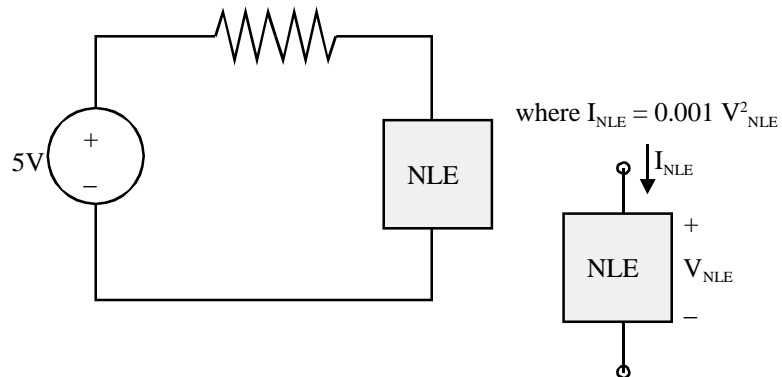 5V
+
–
NLE
where I_NLE = 0.001 V²_NLE
I_NLE
NLE
+
V_NLE
–